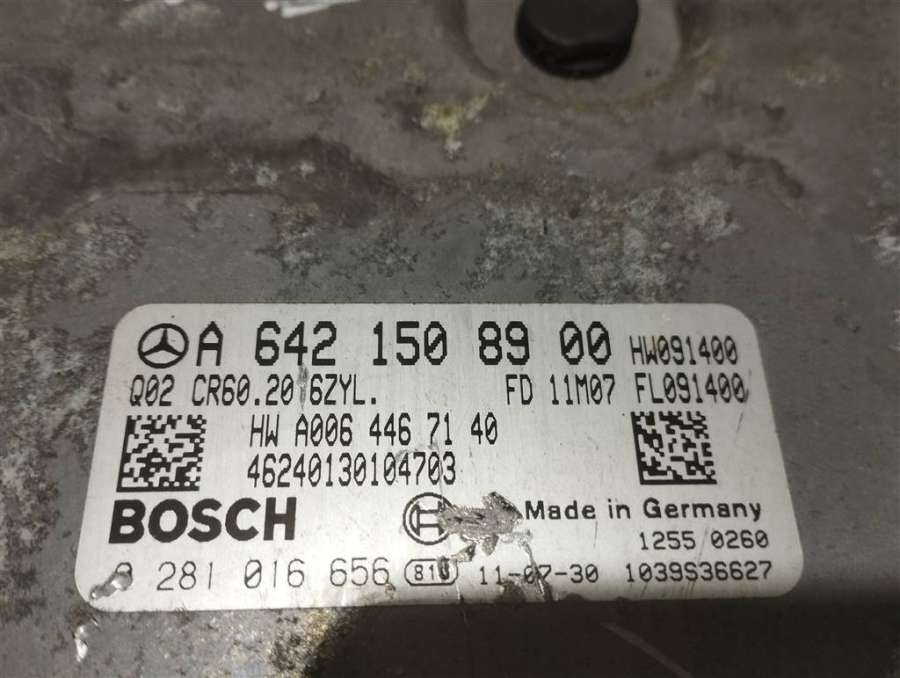 A 642 150 89 00 HW091400
Q02 CR60.20 6ZYL. FD 11M07 FL091400
HW A006 446 71 40
46240130104703
BOSCH Made in Germany
1255 0260
0 281 016 656 810 11-07-30 1039S36627